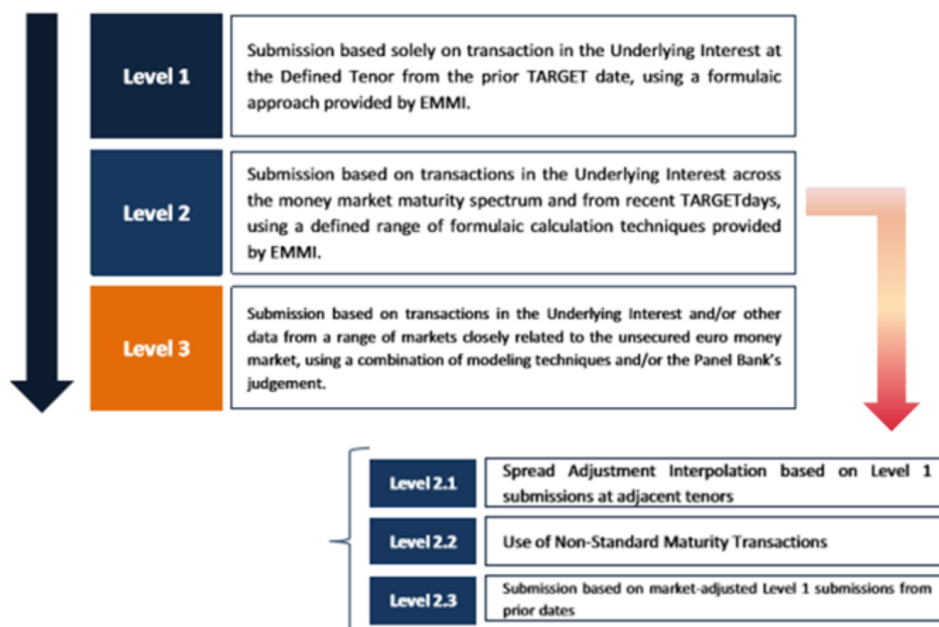 Level 1
Submission based solely on transaction in the Underlying Interest at
the Defined Tenor from the prior TARGET date, using a formulaic
approach provided by EMMI.
Level 2
Submission based on transactions in the Underlying Interest across
the money market maturity spectrum and from recent TARGETdays,
using a defined range of formulaic calculation techniques provided
by EMMI.
Level 3
Submission based on transactions in the Underlying Interest and/or other
data from a range of markets closely related to the unsecured euro money
market, using a combination of modeling techniques and/or the Panel Bank's
judgement.
Level 2.1
Spread Adjustment Interpolation based on Level 1
submissions at adjacent tenors
Level 2.2
Use of Non-Standard Maturity Transactions
Level 2.3
Submission based on market-adjusted Level 1 submissions from
prior dates